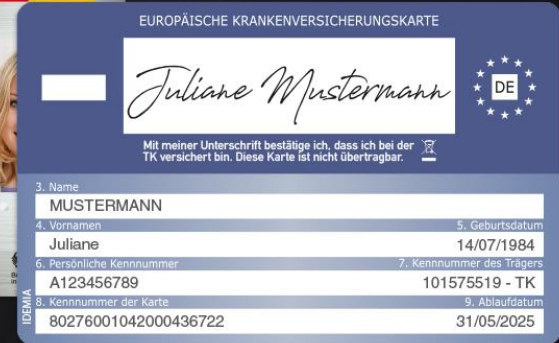 EUROPÄISCHE KRANKENVERSICHERUNGSKARTE
Juliane Mustermann
DE
Mit meiner Unterschrift bestätige ich, dass ich bei der
TK versichert bin. Diese Karte ist nicht übertragbar.
3. Name
MUSTERMANN
4. Vornamen 5. Geburtsdatum
Juliane 14/07/1984
6. Persönliche Kennnummer 7. Kennnummer des Trägers
A123456789 101575519 - TK
8. Kennnummer der Karte 9. Ablaufdatum
80276001042000436722 31/05/2025
IDEMIA